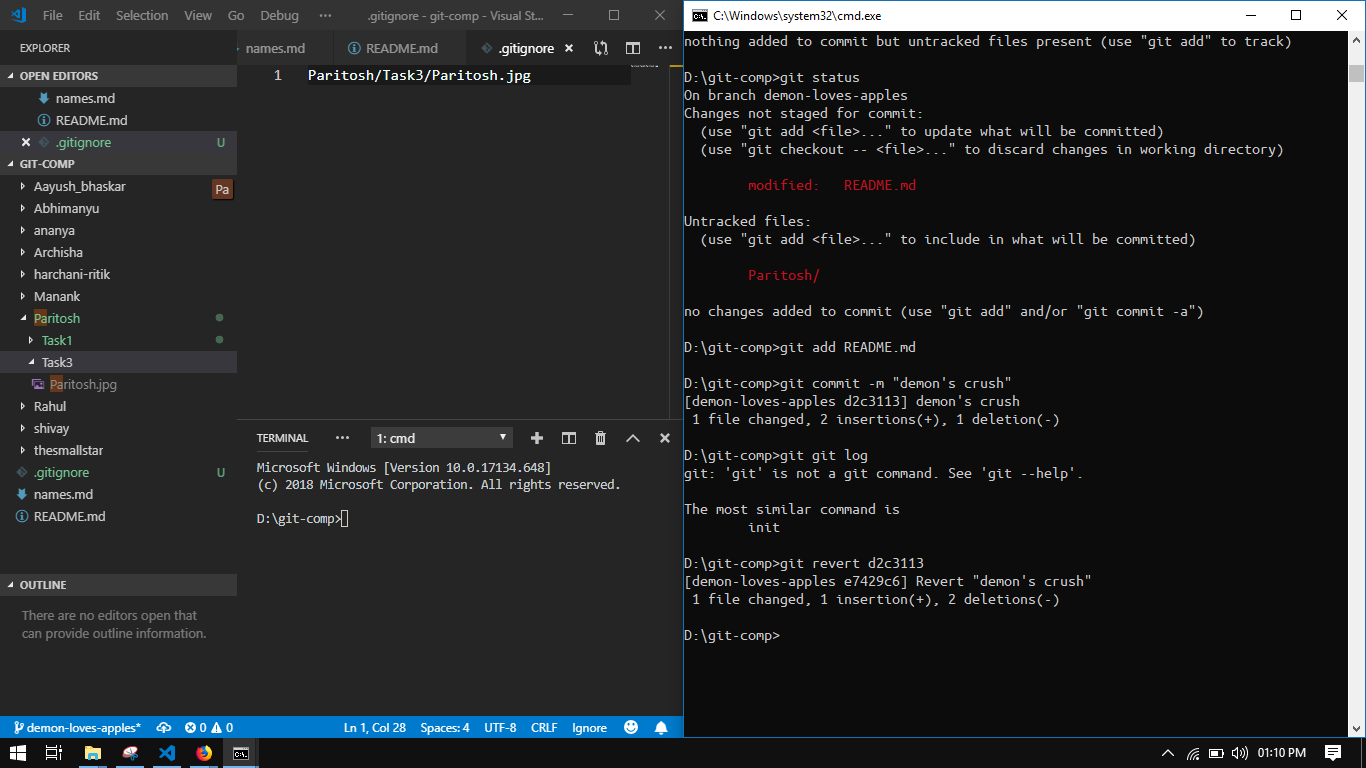 File Edit Selection View Go Debug ··· .gitignore - git-comp - Visual St...
EXPLORER
OPEN EDITORS
names.md
README.md
.gitignore U
GIT-COMP
Aayush_bhaskar
Pa
Abhimanyu
ananya
Archisha
harchani-ritik
Manank
Paritosh
Task1
Task3
Paritosh.jpg
Rahul
shivay
thesmallstar
.gitignore U
names.md
README.md
OUTLINE
There are no editors open that
can provide outline information.
names.md README.md .gitignore
1 Paritosh/Task3/Paritosh.jpg
TERMINAL ··· 1: cmd
Microsoft Windows [Version 10.0.17134.648]
(c) 2018 Microsoft Corporation. All rights reserved.
D:\git-comp>
demon-loves-apples* 0 0 Ln 1, Col 28 Spaces: 4 UTF-8 CRLF Ignore
C:\Windows\system32\cmd.exe
nothing added to commit but untracked files present (use "git add" to track)
D:\git-comp>git status
On branch demon-loves-apples
Changes not staged for commit:
(use "git add <file>..." to update what will be committed)
(use "git checkout -- <file>..." to discard changes in working directory)
modified: README.md
Untracked files:
(use "git add <file>..." to include in what will be committed)
Paritosh/
no changes added to commit (use "git add" and/or "git commit -a")
D:\git-comp>git add README.md
D:\git-comp>git commit -m "demon's crush"
[demon-loves-apples d2c3113] demon's crush
1 file changed, 2 insertions(+), 1 deletion(-)
D:\git-comp>git git log
git: 'git' is not a git command. See 'git --help'.
The most similar command is
init
D:\git-comp>git revert d2c3113
[demon-loves-apples e7429c6] Revert "demon's crush"
1 file changed, 1 insertion(+), 2 deletions(-)
D:\git-comp>
01:10 PM